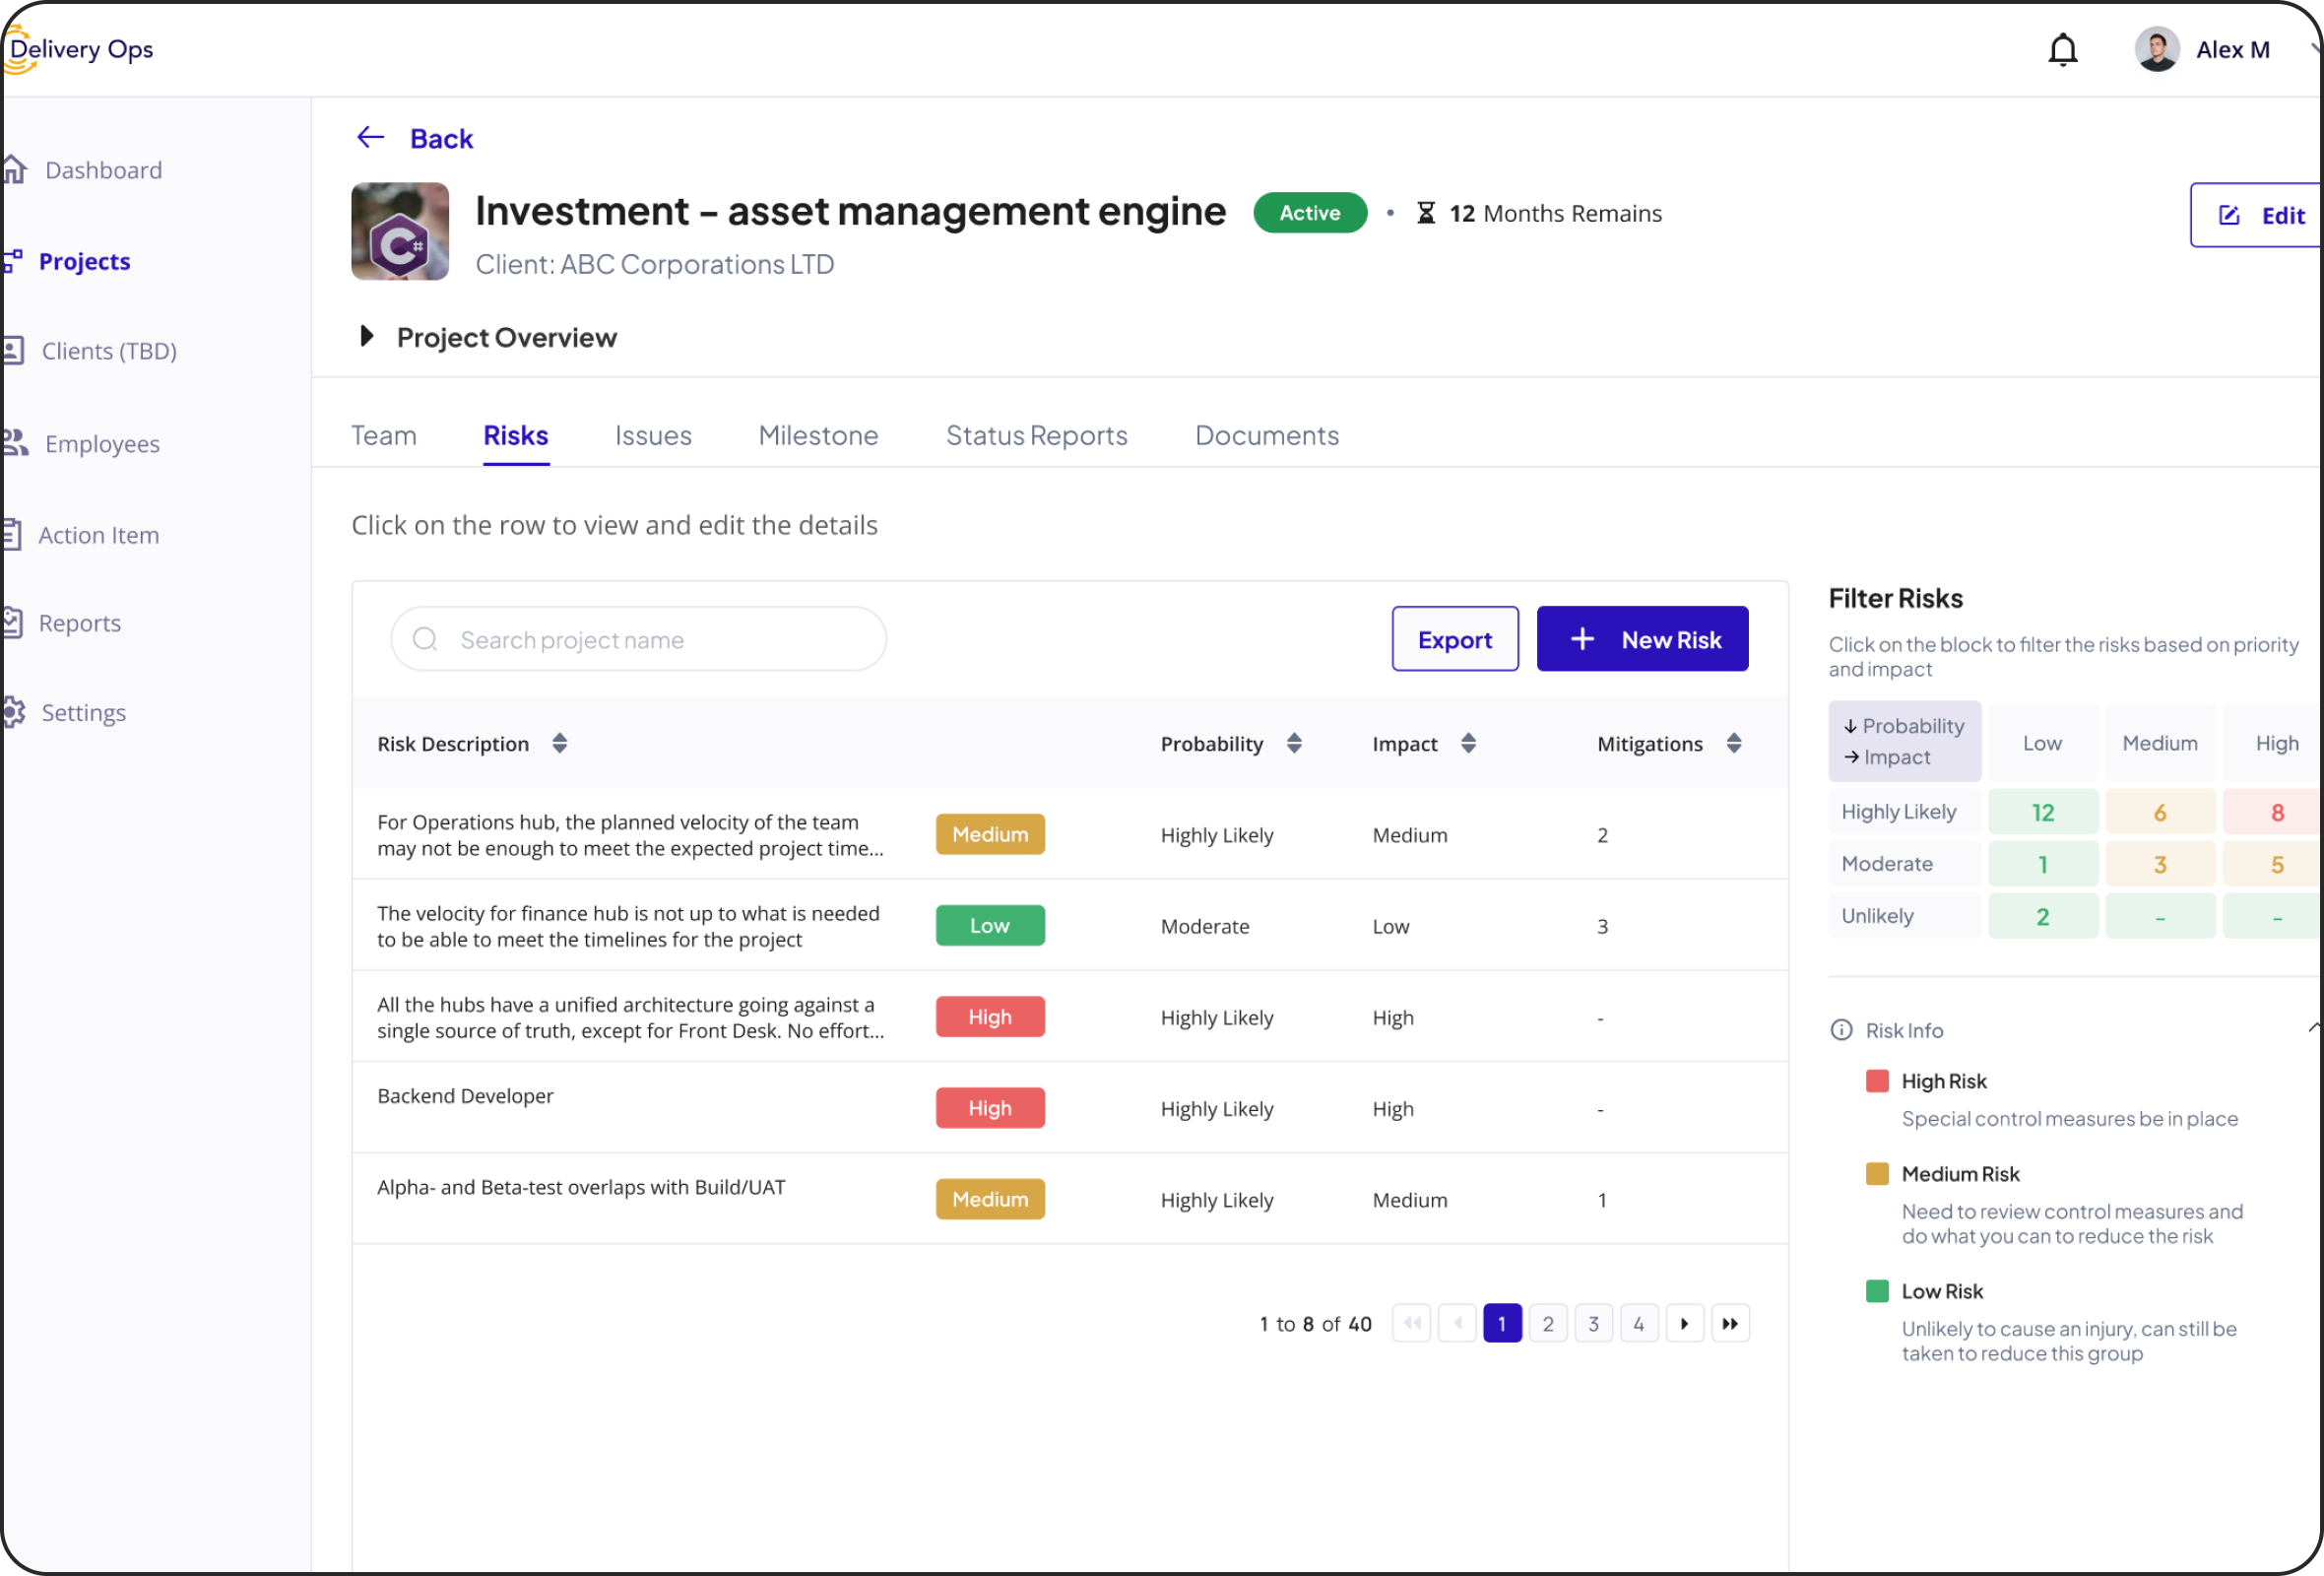 Delivery Ops
Alex M
Dashboard
Projects
Clients (TBD)
Employees
Action Item
Reports
Settings
Back
Investment – asset management engine
Active
• 12 Months Remains
Edit
Client: ABC Corporations LTD
C#
Project Overview
Team
Risks
Issues
Milestone
Status Reports
Documents
Click on the row to view and edit the details
Search project name
Export
+ New Risk
Risk Description
Probability
Impact
Mitigations
For Operations hub, the planned velocity of the team
may not be enough to meet the expected project time...
Medium
Highly Likely
Medium
2
The velocity for finance hub is not up to what is needed
to be able to meet the timelines for the project
Low
Moderate
Low
3
All the hubs have a unified architecture going against a
single source of truth, except for Front Desk. No effort...
High
Highly Likely
High
-
Backend Developer
High
Highly Likely
High
-
Alpha- and Beta-test overlaps with Build/UAT
Medium
Highly Likely
Medium
1
1 to 8 of 40
1
2
3
4
Filter Risks
Click on the block to filter the risks based on priority
and impact
↓ Probability
→ Impact
Low
Medium
High
Highly Likely
12
6
8
Moderate
1
3
5
Unlikely
2
-
-
Risk Info
High Risk
Special control measures be in place
Medium Risk
Need to review control measures and
do what you can to reduce the risk
Low Risk
Unlikely to cause an injury, can still be
taken to reduce this group